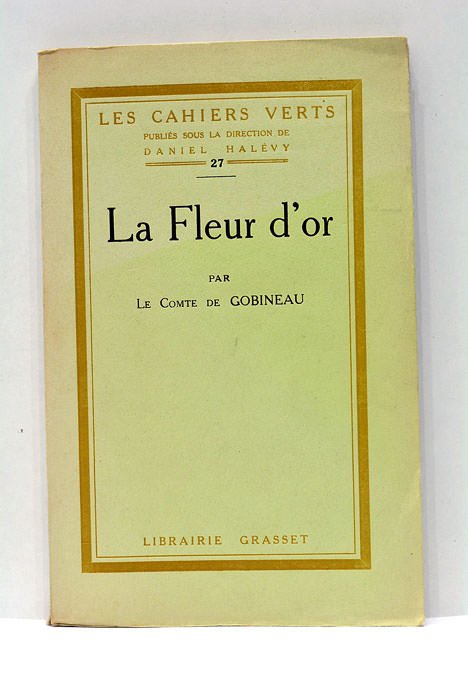 LES CAHIERS VERTS
PUBLIÉS SOUS LA DIRECTION DE
DANIEL HALÉVY
27
La Fleur d'or
PAR
LE COMTE DE GOBINEAU
LIBRAIRIE GRASSET